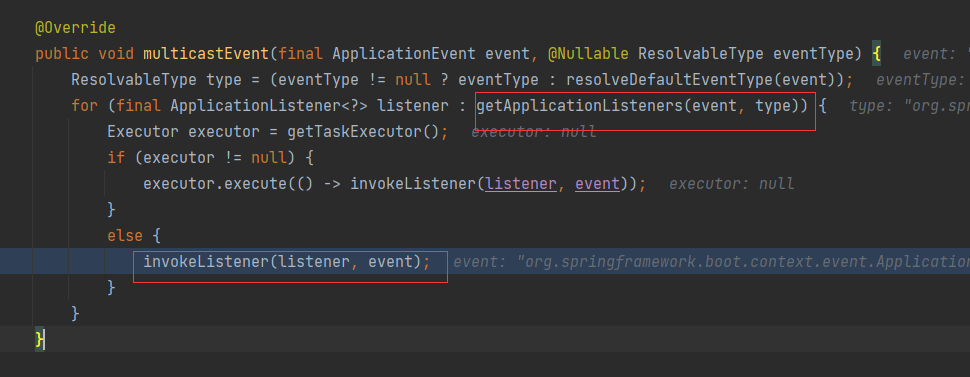 @Override
public void multicastEvent(final ApplicationEvent event, @Nullable ResolvableType eventType) { event: "
ResolvableType type = (eventType != null ? eventType : resolveDefaultEventType(event)); eventType:
for (final ApplicationListener<?> listener : getApplicationListeners(event, type)) { type: "org.spr
Executor executor = getTaskExecutor(); executor: null
if (executor != null) {
executor.execute(() -> invokeListener(listener, event)); executor: null
}
else {
invokeListener(listener, event); event: "org.springframework.boot.context.event.Application
}
}
}